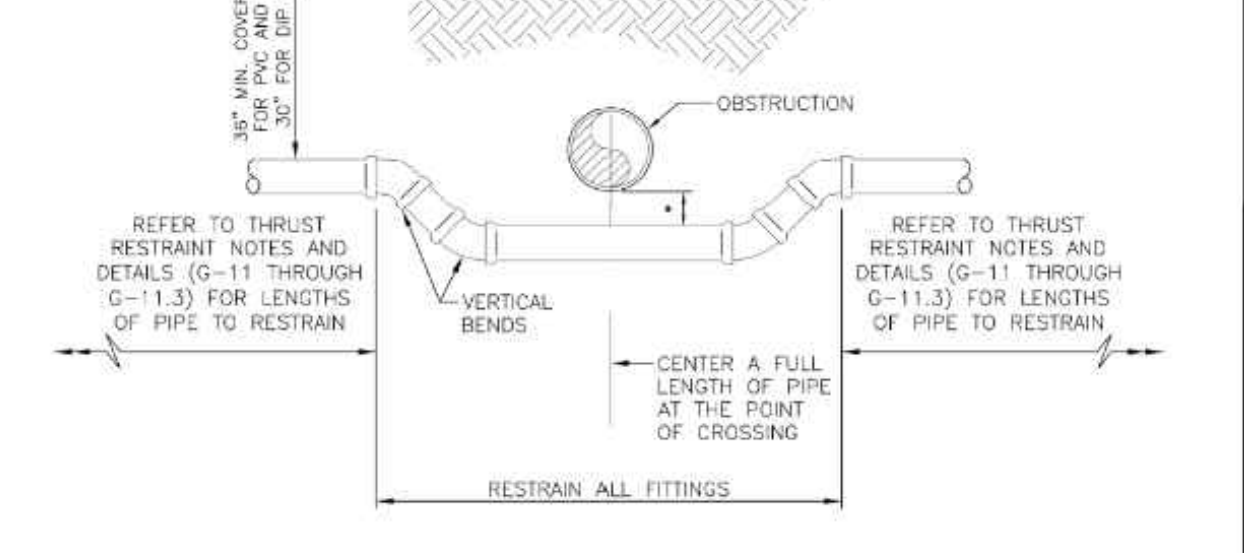 36" MIN. COVER
FOR PVC AND
30" FOR DIP
OBSTRUCTION
*
REFER TO THRUST
RESTRAINT NOTES AND
DETAILS (G-11 THROUGH
G-11.3) FOR LENGTHS
OF PIPE TO RESTRAIN
VERTICAL
BENDS
REFER TO THRUST
RESTRAINT NOTES AND
DETAILS (G-11 THROUGH
G-11.3) FOR LENGTHS
OF PIPE TO RESTRAIN
CENTER A FULL
LENGTH OF PIPE
AT THE POINT
OF CROSSING
RESTRAIN ALL FITTINGS